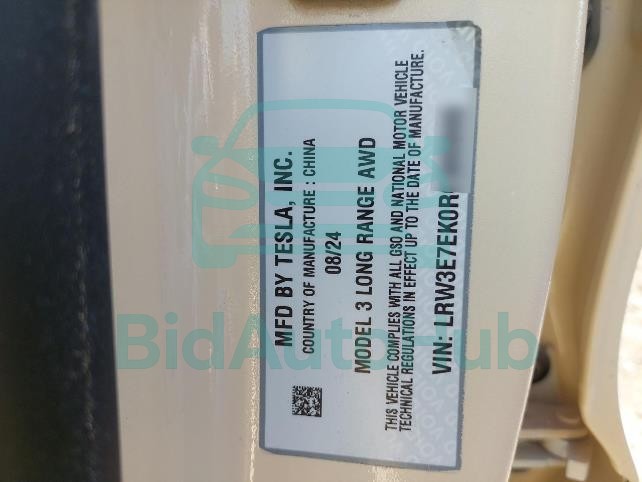 MFD BY TESLA, INC.
COUNTRY OF MANUFACTURE : CHINA
08/24
MODEL 3 LONG RANGE AWD
THIS VEHICLE COMPLIES WITH ALL GSO AND NATIONAL MOTOR VEHICLE
TECHNICAL REGULATIONS IN EFFECT UP TO THE DATE OF MANUFACTURE.
VIN: LRW3E7EK0R
BidAutoHub